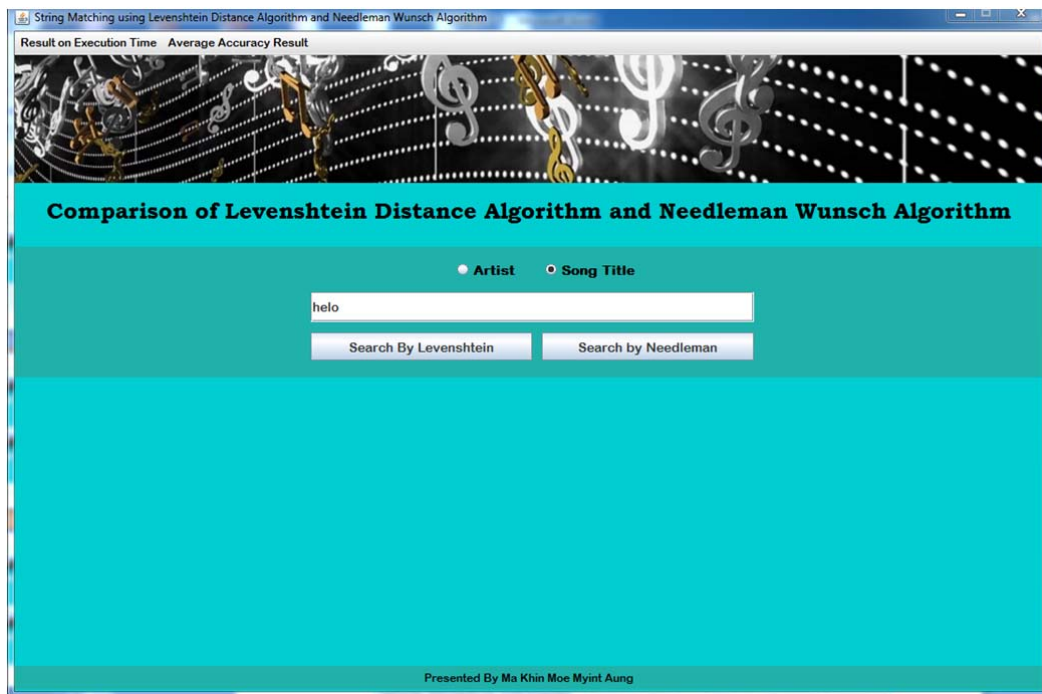 String Matching using Levenshtein Distance Algorithm and Needleman Wunsch Algorithm
Result on Execution Time Average Accuracy Result
Comparison of Levenshtein Distance Algorithm and Needleman Wunsch Algorithm
Artist Song Title
helo
Search By Levenshtein Search by Needleman
Presented By Ma Khin Moe Myint Aung